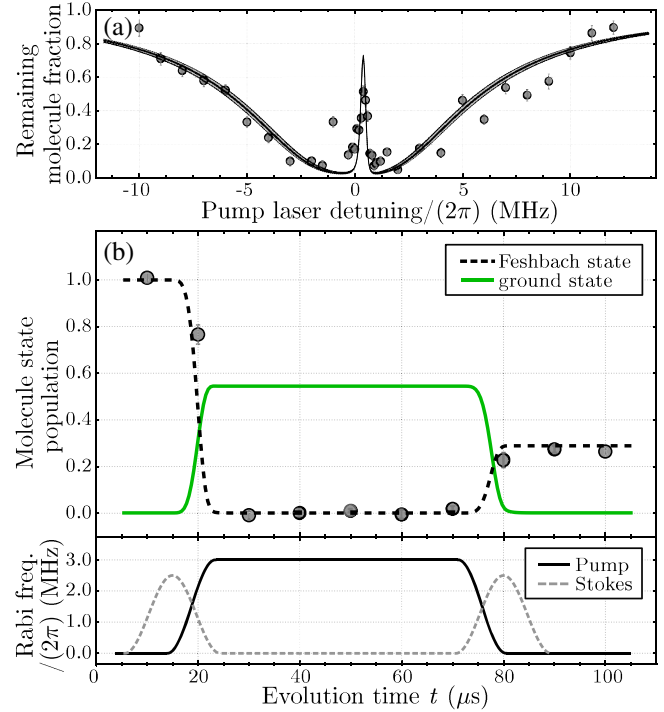 (a)
Remaining
molecule fraction
1.0
0.8
0.6
0.4
0.2
0.0
-10
-5
0
5
10
Pump laser detuning/(2π) (MHz)
(b)
Feshbach state
ground state
Molecule state
population
1.0
0.8
0.6
0.4
0.2
0.0
Rabi freq.
/(2π) (MHz)
3.0
2.0
1.0
0.0
Pump
Stokes
0
20
40
60
80
100
Evolution time t (μs)